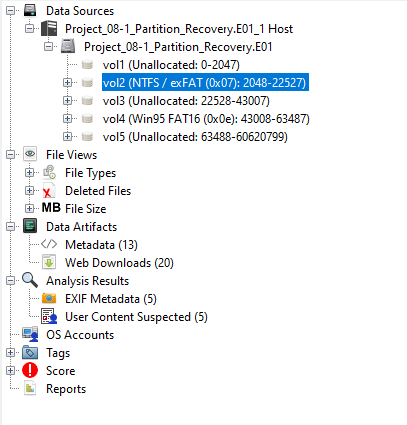 Data Sources
Project_08-1_Partition_Recovery.E01_1 Host
Project_08-1_Partition_Recovery.E01
vol1 (Unallocated: 0-2047)
vol2 (NTFS / exFAT (0x07): 2048-22527)
vol3 (Unallocated: 22528-43007)
vol4 (Win95 FAT16 (0x0e): 43008-63487)
vol5 (Unallocated: 63488-60620799)
File Views
File Types
Deleted Files
MB File Size
Data Artifacts
Metadata (13)
Web Downloads (20)
Analysis Results
EXIF Metadata (5)
User Content Suspected (5)
OS Accounts
Tags
Score
Reports